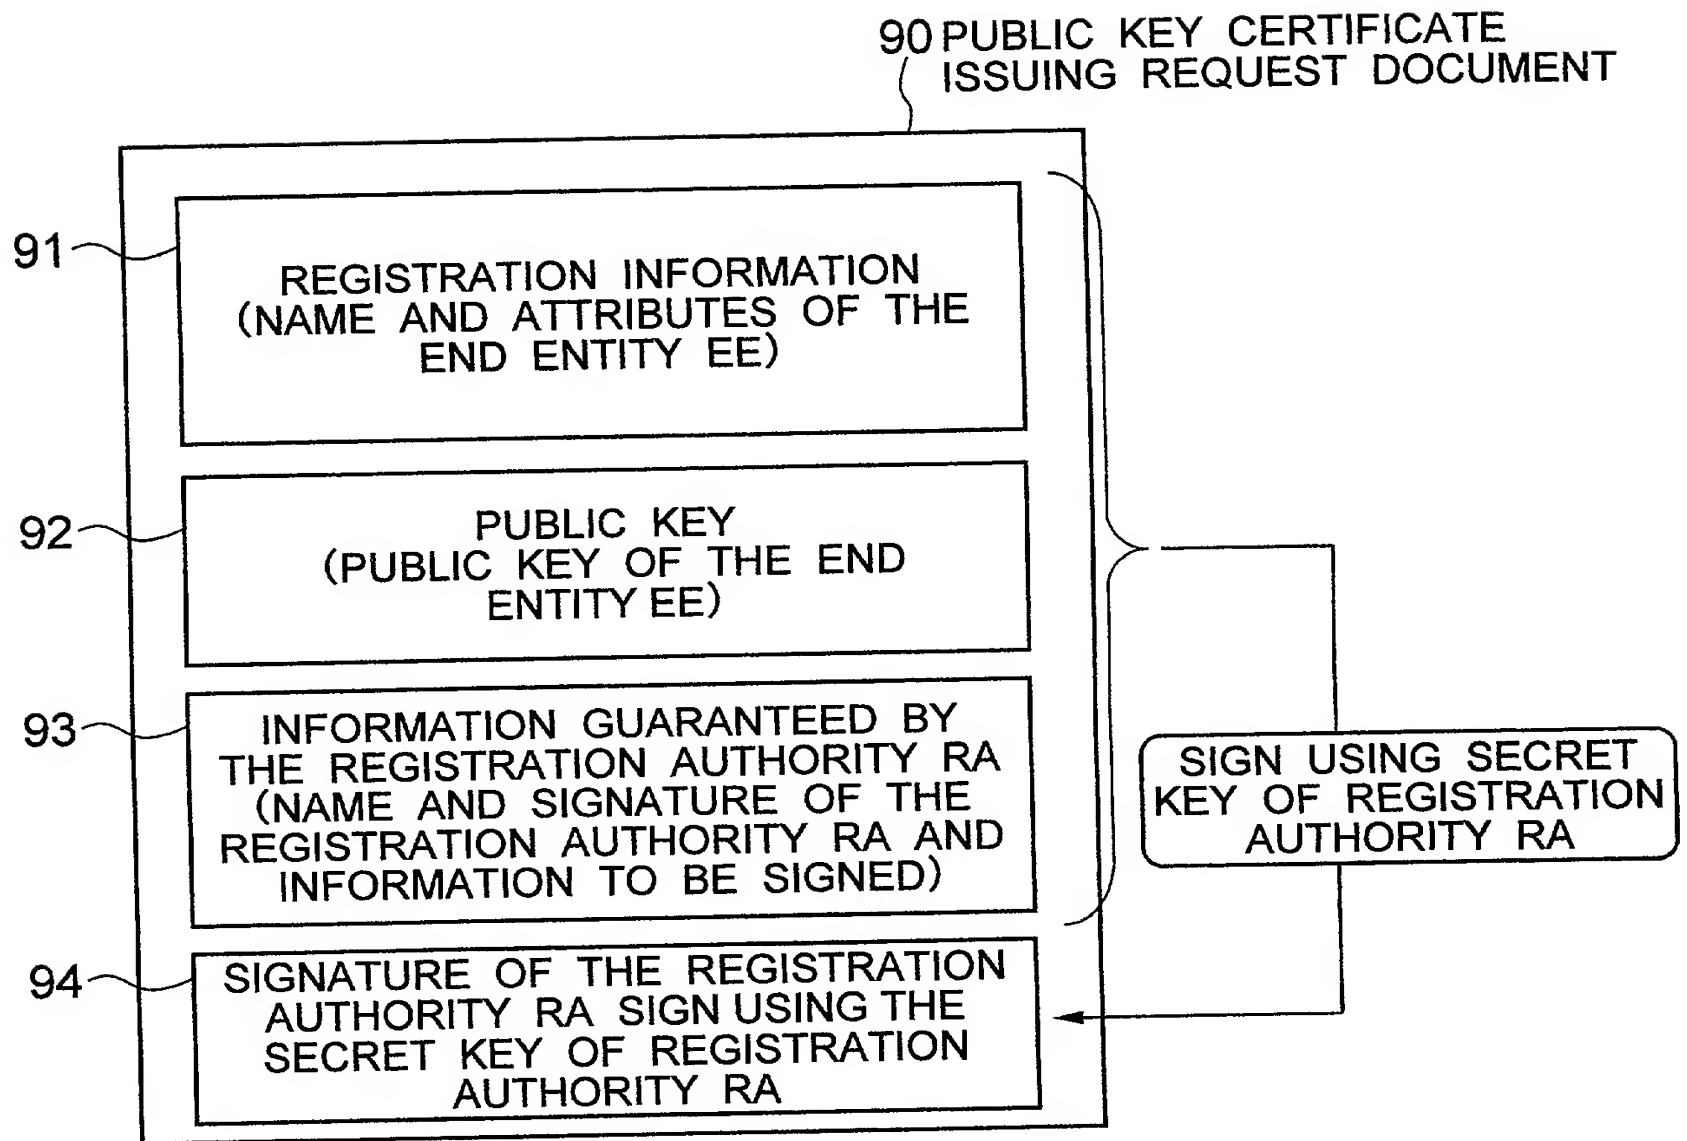 90 PUBLIC KEY CERTIFICATE
ISSUING REQUEST DOCUMENT
91
REGISTRATION INFORMATION
(NAME AND ATTRIBUTES OF THE
END ENTITY EE)
92
PUBLIC KEY
(PUBLIC KEY OF THE END
ENTITY EE)
93
INFORMATION GUARANTEED BY
THE REGISTRATION AUTHORITY RA
(NAME AND SIGNATURE OF THE
REGISTRATION AUTHORITY RA AND
INFORMATION TO BE SIGNED)
SIGN USING SECRET
KEY OF REGISTRATION
AUTHORITY RA
94
SIGNATURE OF THE REGISTRATION
AUTHORITY RA SIGN USING THE
SECRET KEY OF REGISTRATION
AUTHORITY RA